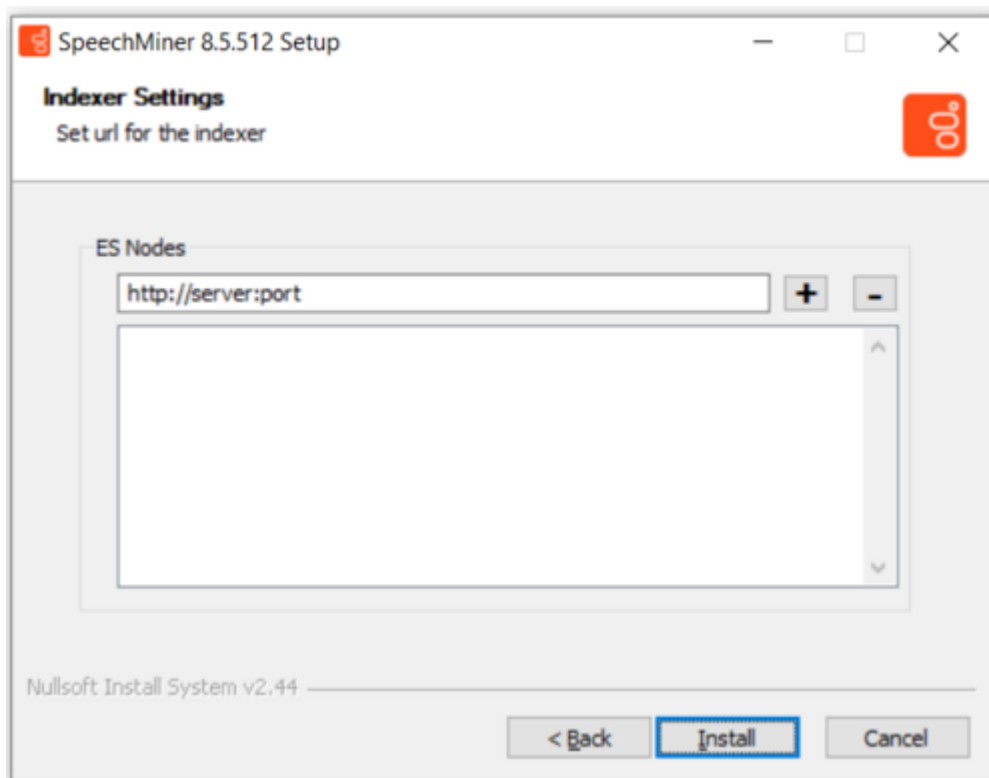 SpeechMiner 8.5.512 Setup
Indexer Settings
Set url for the indexer
ES Nodes
http://server:port
+ -
Nullsoft Install System v2.44
< Back Install Cancel